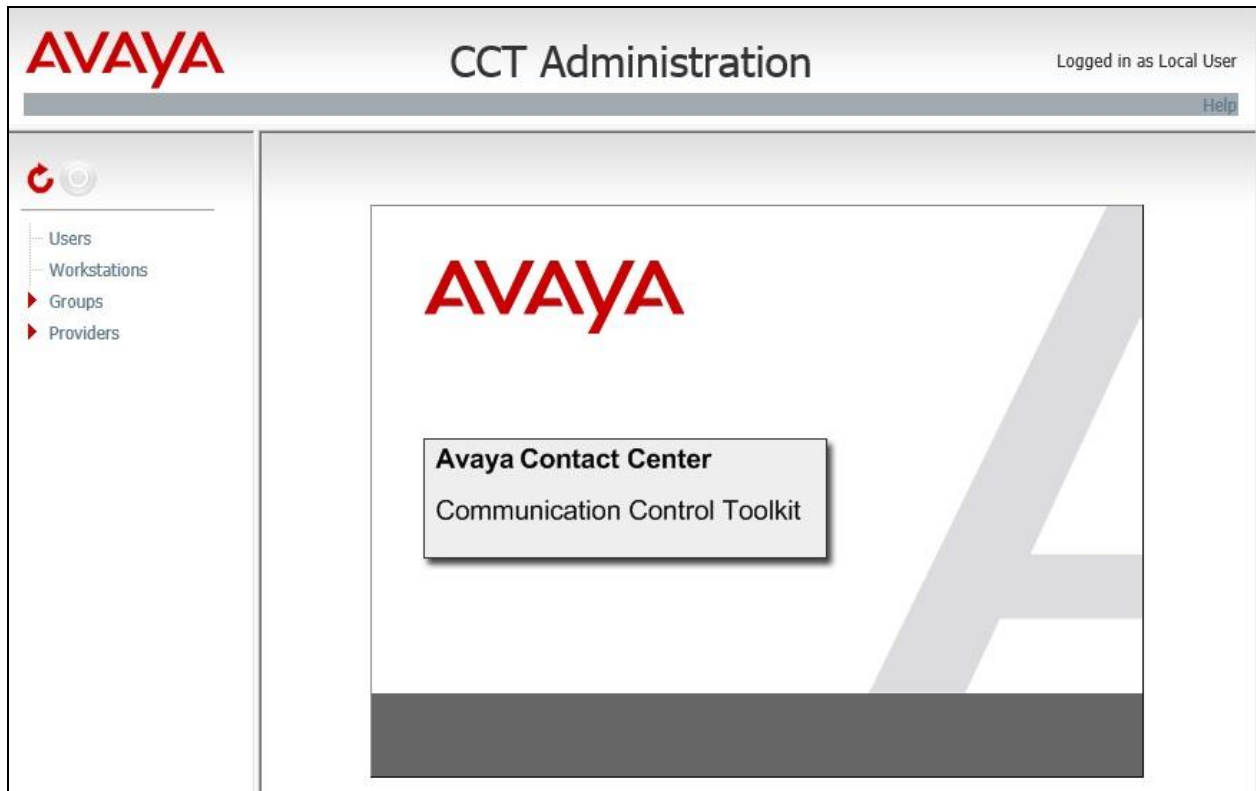 AVAYA
CCT Administration
Logged in as Local User
Help
Users
Workstations
Groups
Providers
AVAYA
Avaya Contact Center
Communication Control Toolkit